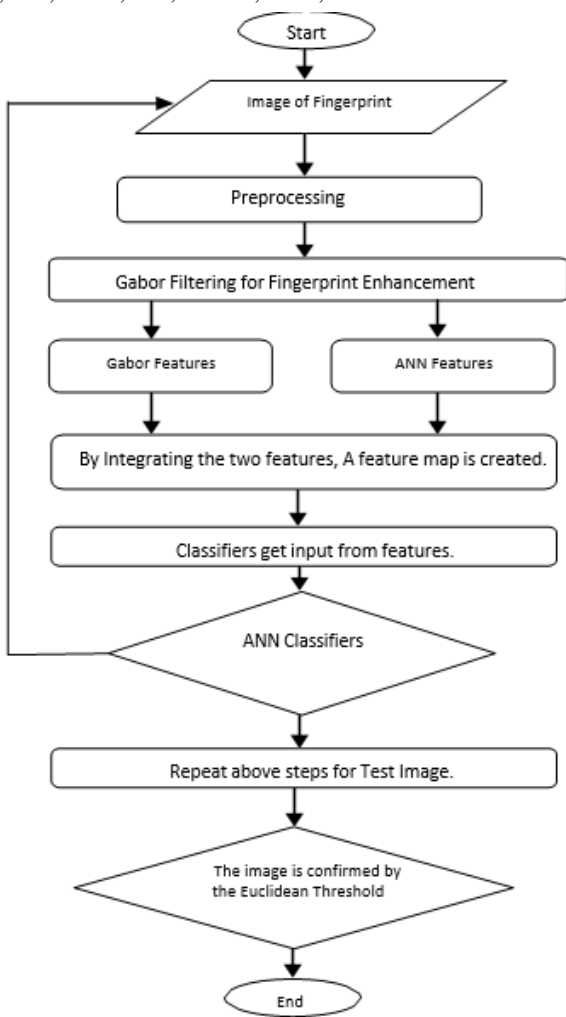 Start
Image of Fingerprint
Preprocessing
Gabor Filtering for Fingerprint Enhancement
Gabor Features
ANN Features
By Integrating the two features, A feature map is created.
Classifiers get input from features.
ANN Classifiers
Repeat above steps for Test Image.
The image is confirmed by
the Euclidean Threshold
End